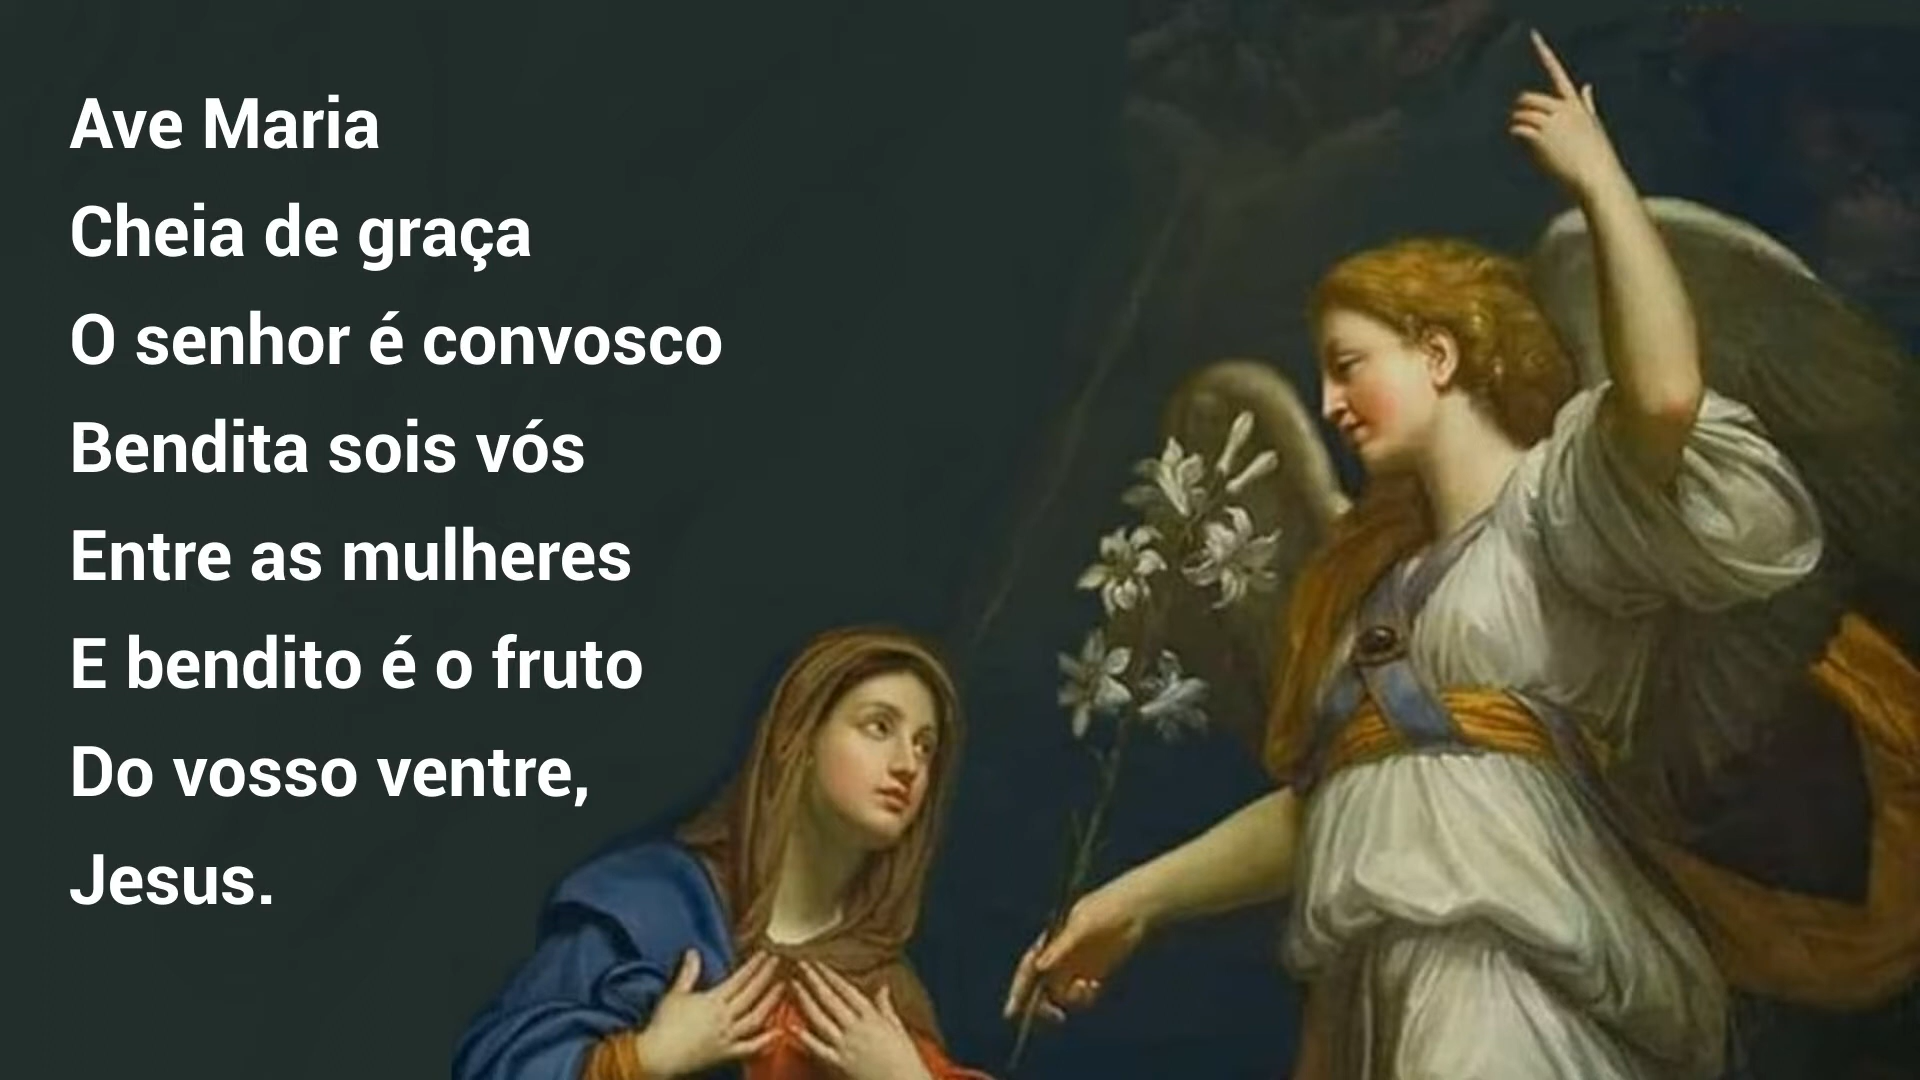 Ave Maria
Cheia de graça
O senhor é convosco
Bendita sois vós
Entre as mulheres
E bendito é o fruto
Do vosso ventre,
Jesus.